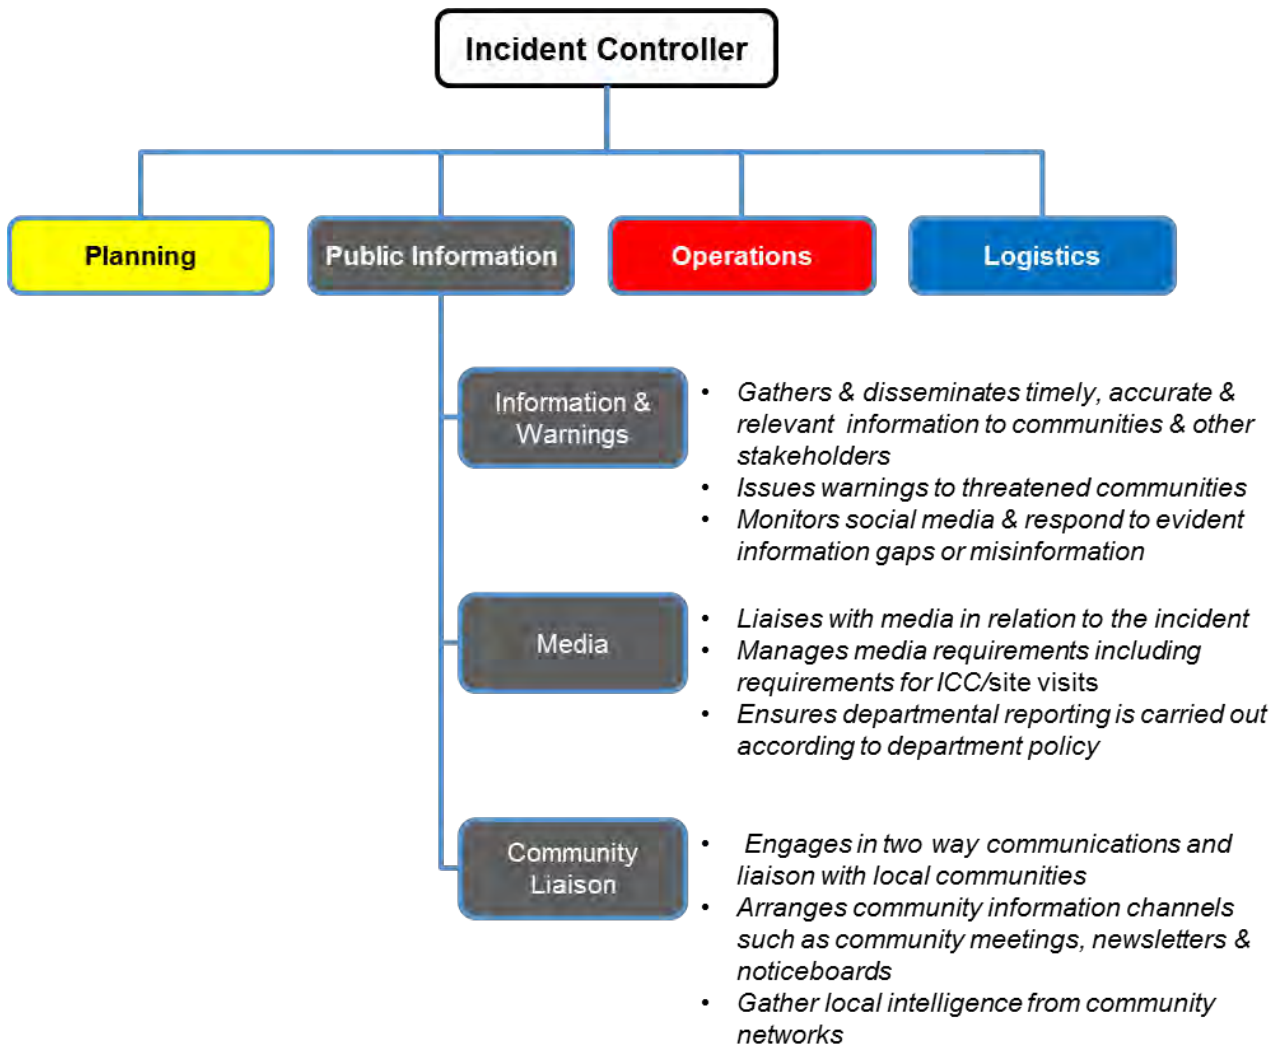 Incident Controller
Planning
Public Information
Operations
Logistics
Information &
Warnings
• Gathers & disseminates timely, accurate &
relevant information to communities & other
stakeholders
• Issues warnings to threatened communities
• Monitors social media & respond to evident
information gaps or misinformation
Media
• Liaises with media in relation to the incident
• Manages media requirements including
requirements for ICC/site visits
• Ensures departmental reporting is carried out
according to department policy
Community
Liaison
• Engages in two way communications and
liaison with local communities
• Arranges community information channels
such as community meetings, newsletters &
noticeboards
• Gather local intelligence from community
networks